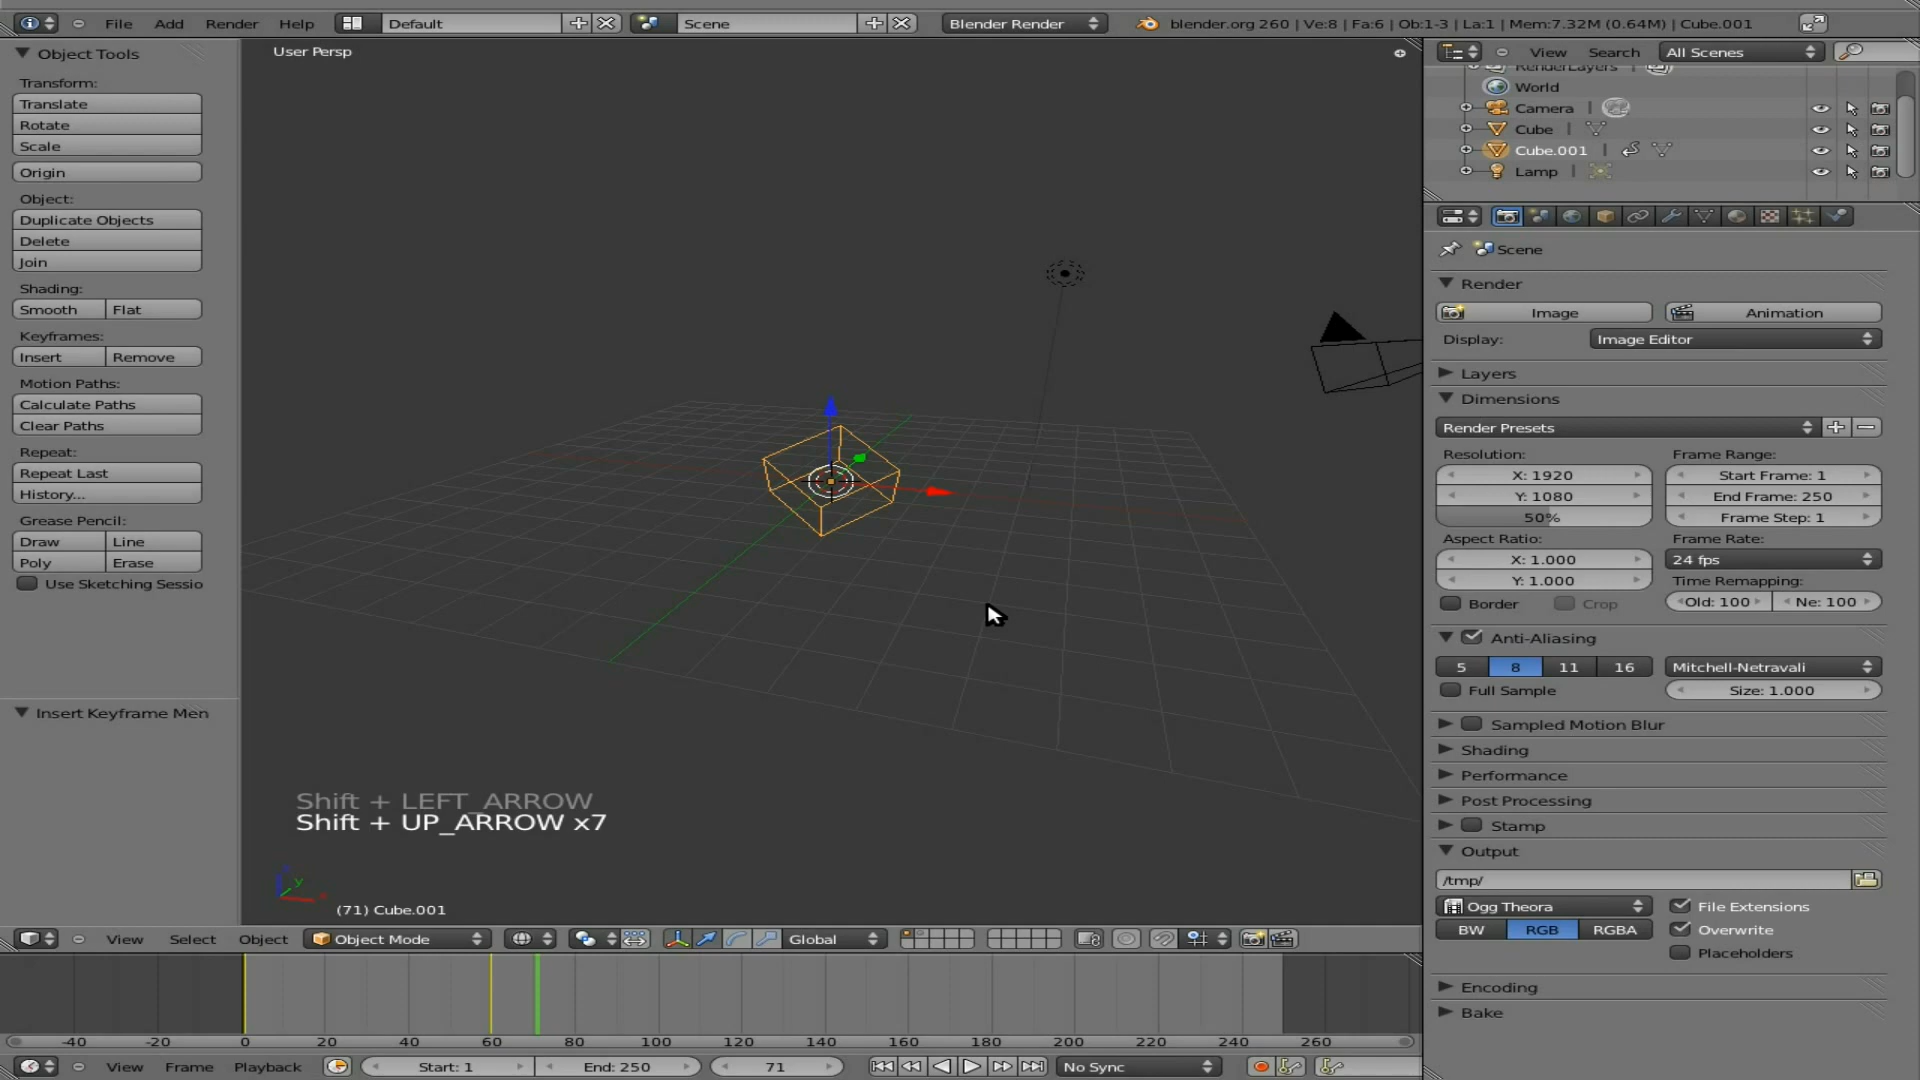 File Add Render Help Default Scene Blender Render blender.org 260 | Ve:8 | Fa:6 | Ob:1-3 | La:1 | Mem:7.32M (0.64M) | Cube.001
Object Tools
Transform:
Translate
Rotate
Scale
Origin
Object:
Duplicate Objects
Delete
Join
Shading:
Smooth Flat
Keyframes:
Insert Remove
Motion Paths:
Calculate Paths
Clear Paths
Repeat:
Repeat Last
History...
Grease Pencil:
Draw Line
Poly Erase
Use Sketching Sessio
Insert Keyframe Men
User Persp
Shift + LEFT_ARROW
Shift + UP_ARROW x7
z
y
x
(71) Cube.001
View Select Object Object Mode Global
-40 -20 0 20 40 60 80 100 120 140 160 180 200 220 240 260
View Frame Playback Start: 1 End: 250 71 No Sync
View Search All Scenes
RenderLayers |
World
Camera |
Cube |
Cube.001 |
Lamp |
Scene
Render
Image Animation
Display: Image Editor
Layers
Dimensions
Render Presets
Resolution: Frame Range:
X: 1920 Start Frame: 1
Y: 1080 End Frame: 250
50% Frame Step: 1
Aspect Ratio: Frame Rate:
X: 1.000 24 fps
Y: 1.000 Time Remapping:
Border Crop Old: 100 Ne: 100
Anti-Aliasing
5 8 11 16 Mitchell-Netravali
Full Sample Size: 1.000
Sampled Motion Blur
Shading
Performance
Post Processing
Stamp
Output
/tmp/
Ogg Theora File Extensions
BW RGB RGBA Overwrite
Placeholders
Encoding
Bake